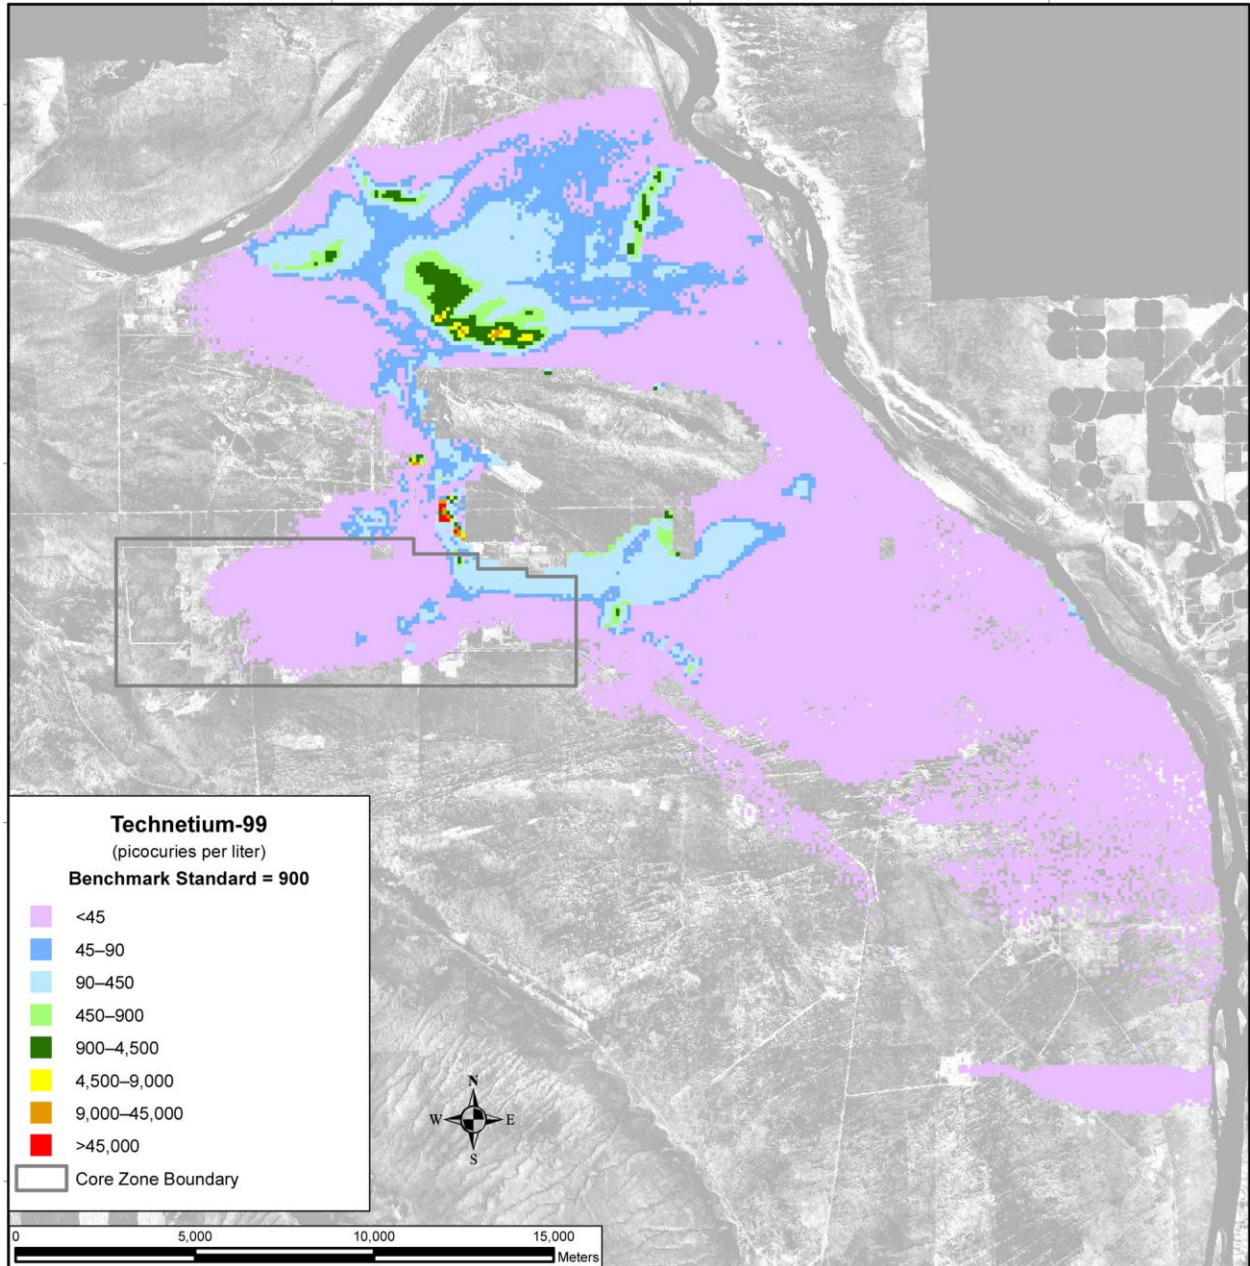 Technetium-99
(picocuries per liter)
Benchmark Standard = 900
<45
45–90
90–450
450–900
900–4,500
4,500–9,000
9,000–45,000
>45,000
Core Zone Boundary
N
W E
S
0 5,000 10,000 15,000
Meters